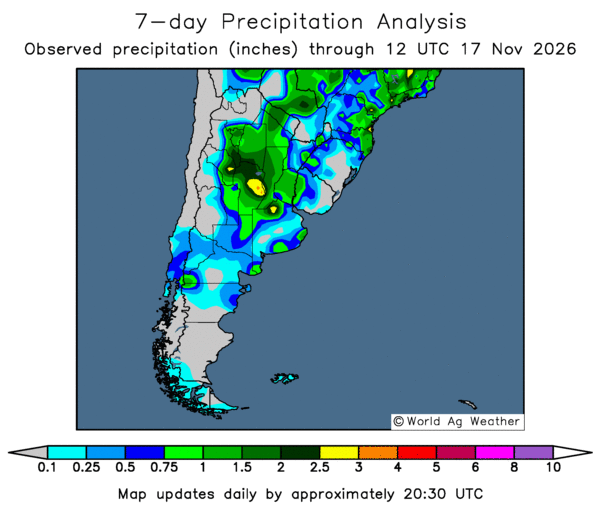 7-day Precipitation Analysis
Observed precipitation (inches) through 12 UTC 17 Nov 2026
© World Ag Weather
0.1 0.25 0.5 0.75 1 1.5 2 2.5 3 4 5 6 8 10
Map updates daily by approximately 20:30 UTC